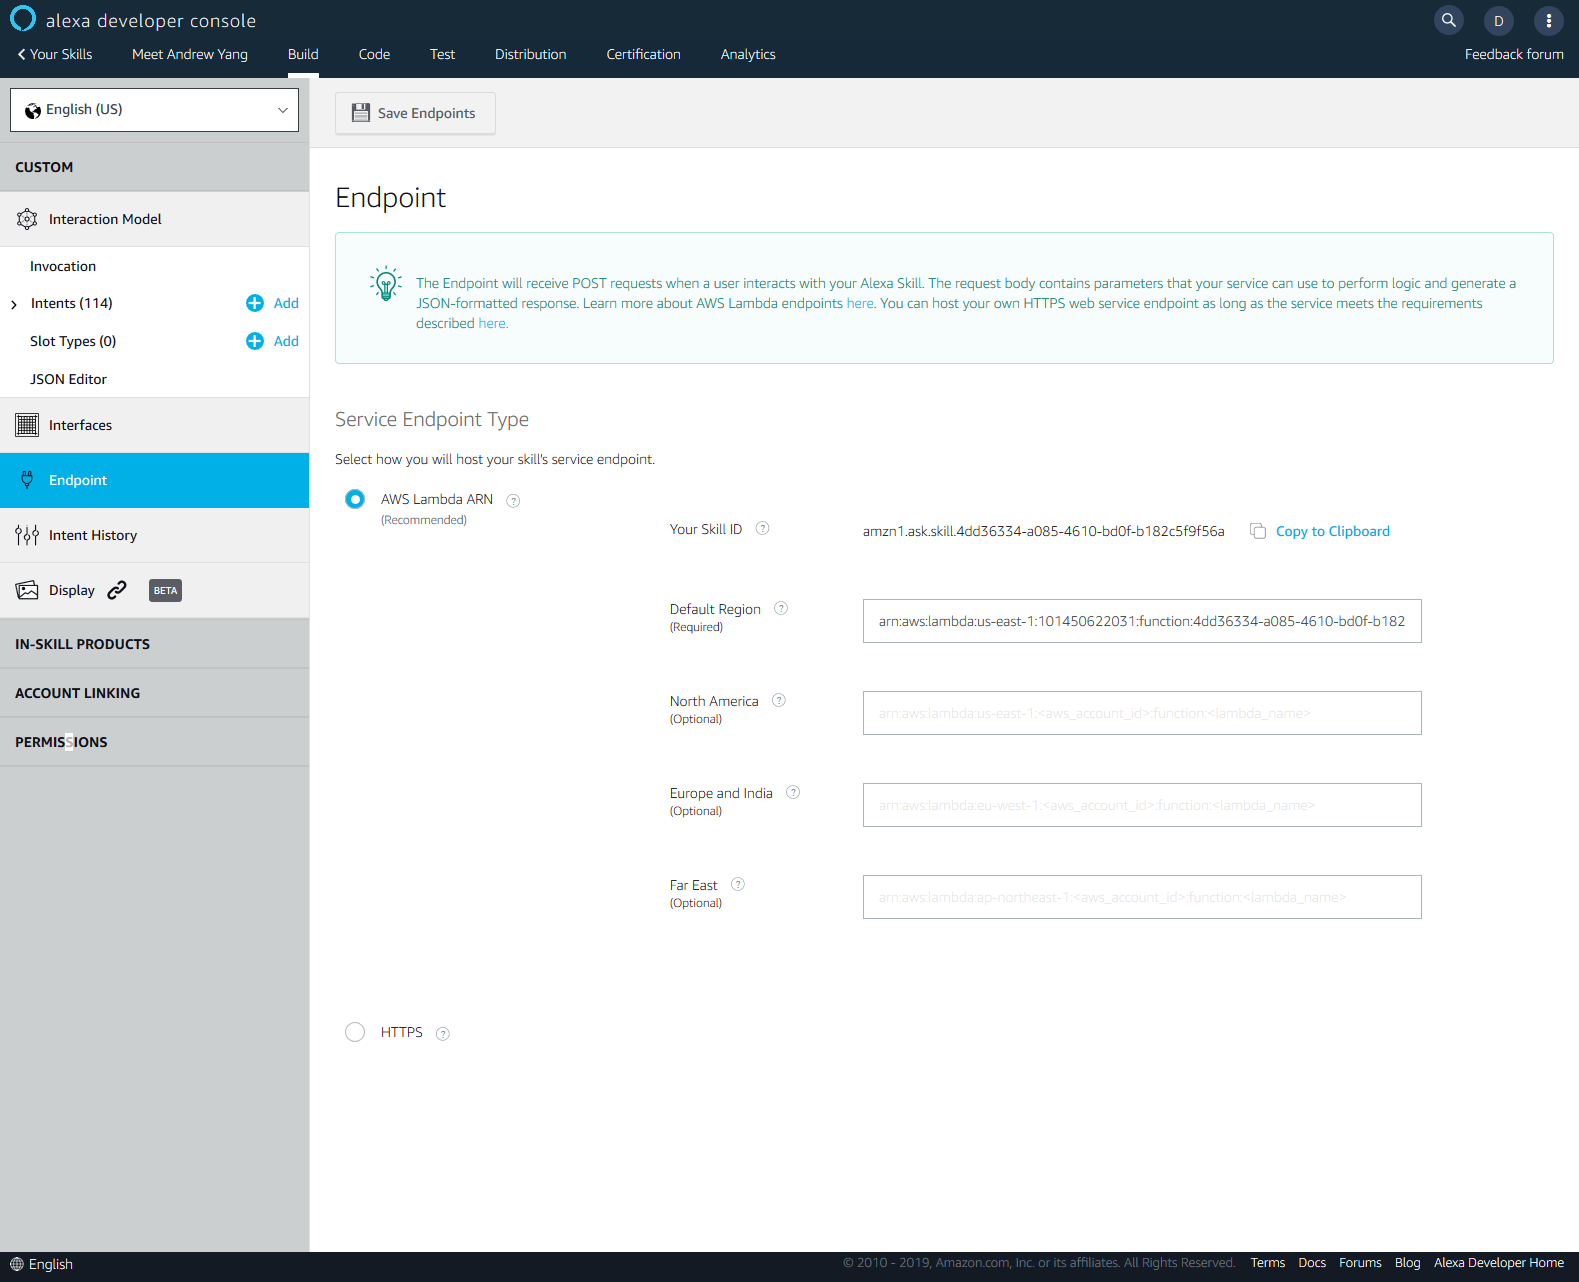 alexa developer console
D
Your Skills
Meet Andrew Yang
Build
Code
Test
Distribution
Certification
Analytics
Feedback forum
English (US)
Save Endpoints
CUSTOM
Interaction Model
Invocation
Intents (114)
Add
Slot Types (0)
Add
JSON Editor
Interfaces
Endpoint
Intent History
Display
BETA
IN-SKILL PRODUCTS
ACCOUNT LINKING
PERMISSIONS
Endpoint
The Endpoint will receive POST requests when a user interacts with your Alexa Skill. The request body contains parameters that your service can use to perform logic and generate a
JSON-formatted response. Learn more about AWS Lambda endpoints here. You can host your own HTTPS web service endpoint as long as the service meets the requirements
described here.
Service Endpoint Type
Select how you will host your skill's service endpoint.
AWS Lambda ARN ?
(Recommended)
Your Skill ID ?
amzn1.ask.skill.4dd36334-a085-4610-bd0f-b182c5f9f56a
Copy to Clipboard
Default Region ?
(Required)
arn:aws:lambda:us-east-1:101450622031:function:4dd36334-a085-4610-bd0f-b182
North America ?
(Optional)
arn:aws:lambda:us-east-1:<aws_account_id>:function:<lambda_name>
Europe and India ?
(Optional)
arn:aws:lambda:eu-west-1:<aws_account_id>:function:<lambda_name>
Far East ?
(Optional)
arn:aws:lambda:ap-northeast-1:<aws_account_id>:function:<lambda_name>
HTTPS ?
English
© 2010 - 2019, Amazon.com, Inc. or its affiliates. All Rights Reserved.
Terms
Docs
Forums
Blog
Alexa Developer Home